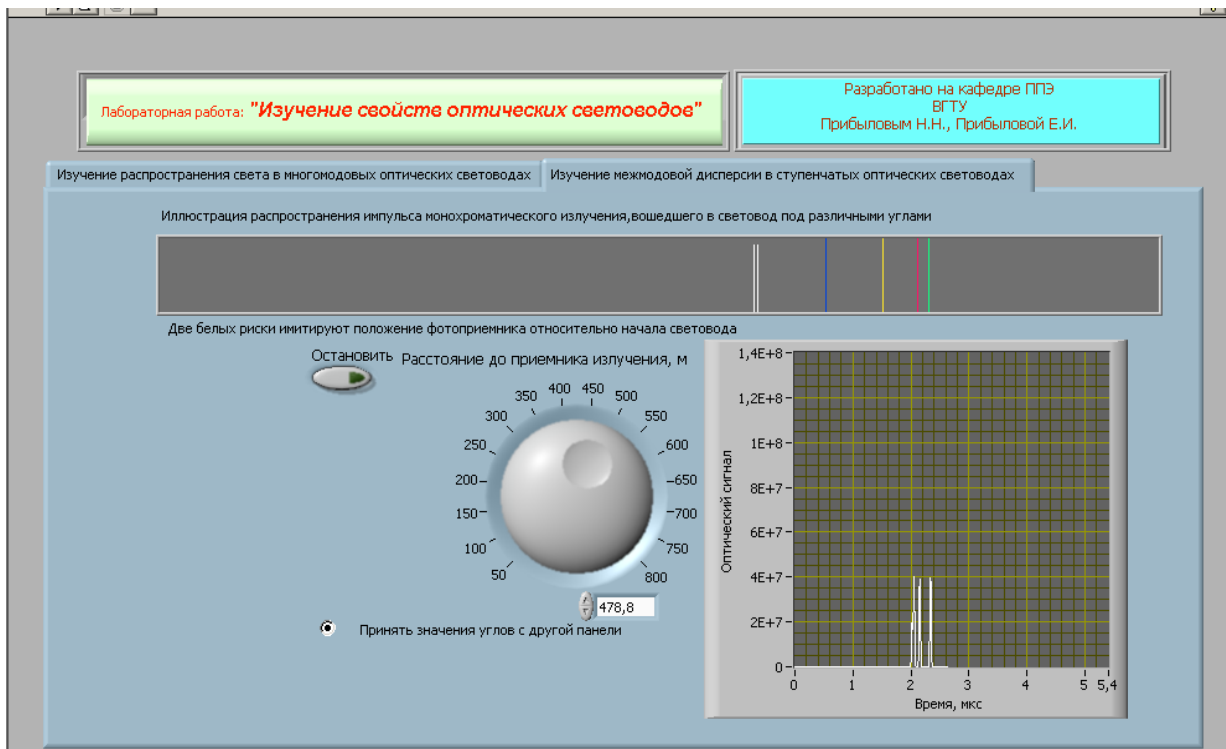 Лабораторная работа: "Изучение свойств оптических световодов"
Разработано на кафедре ППЭ
ВГТУ
Прибыловым Н.Н., Прибыловой Е.И.
Изучение распространения света в многомодовых оптических световодах
Изучение межмодовой дисперсии в ступенчатых оптических световодах
Иллюстрация распространения импульса монохроматического излучения,вошедшего в световод под различными углами
Две белых риски имитируют положение фотоприемника относительно начала световода
Остановить
Расстояние до приемника излучения, м
50
100
150
200
250
300
350
400
450
500
550
600
650
700
750
800
478,8
Принять значения углов с другой панели
Оптический сигнал
1,4E+8
1,2E+8
1E+8
8E+7
6E+7
4E+7
2E+7
0
0 1 2 3 4 5 5,4
Время, мкс